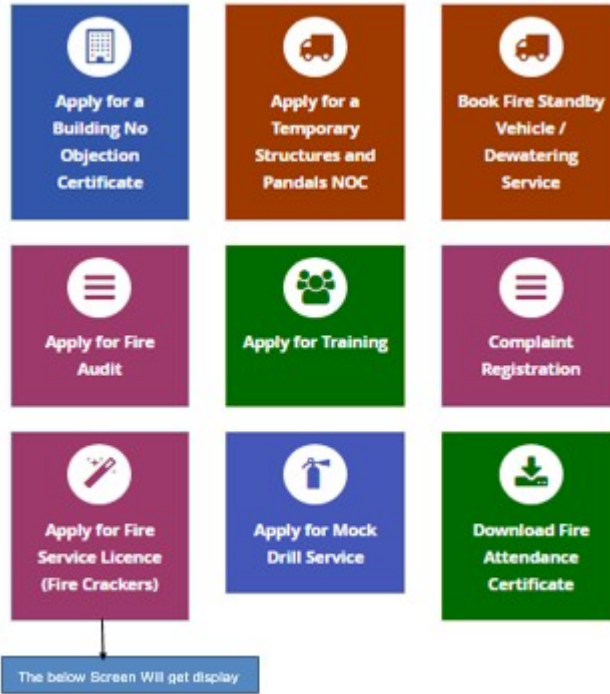 Apply for a
Building No
Objection
Certificate
Apply for a
Temporary
Structures and
Pandals NOC
Book Fire Standby
Vehicle /
Dewatering
Service
Apply for Fire
Audit
Apply for Training
Complaint
Registration
Apply for Fire
Service Licence
(Fire Crackers)
Apply for Mock
Drill Service
Download Fire
Attendance
Certificate
The below Screen Will get display